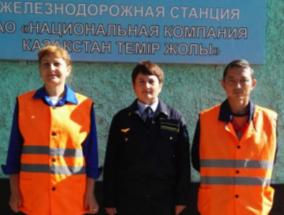 ЖЕЛЕЗНОДОРОЖНАЯ СТАНЦИЯ
АО «НАЦИОНАЛЬНАЯ КОМПАНИЯ
КАЗАКСТАН ТЕМІР ЖОЛЫ»